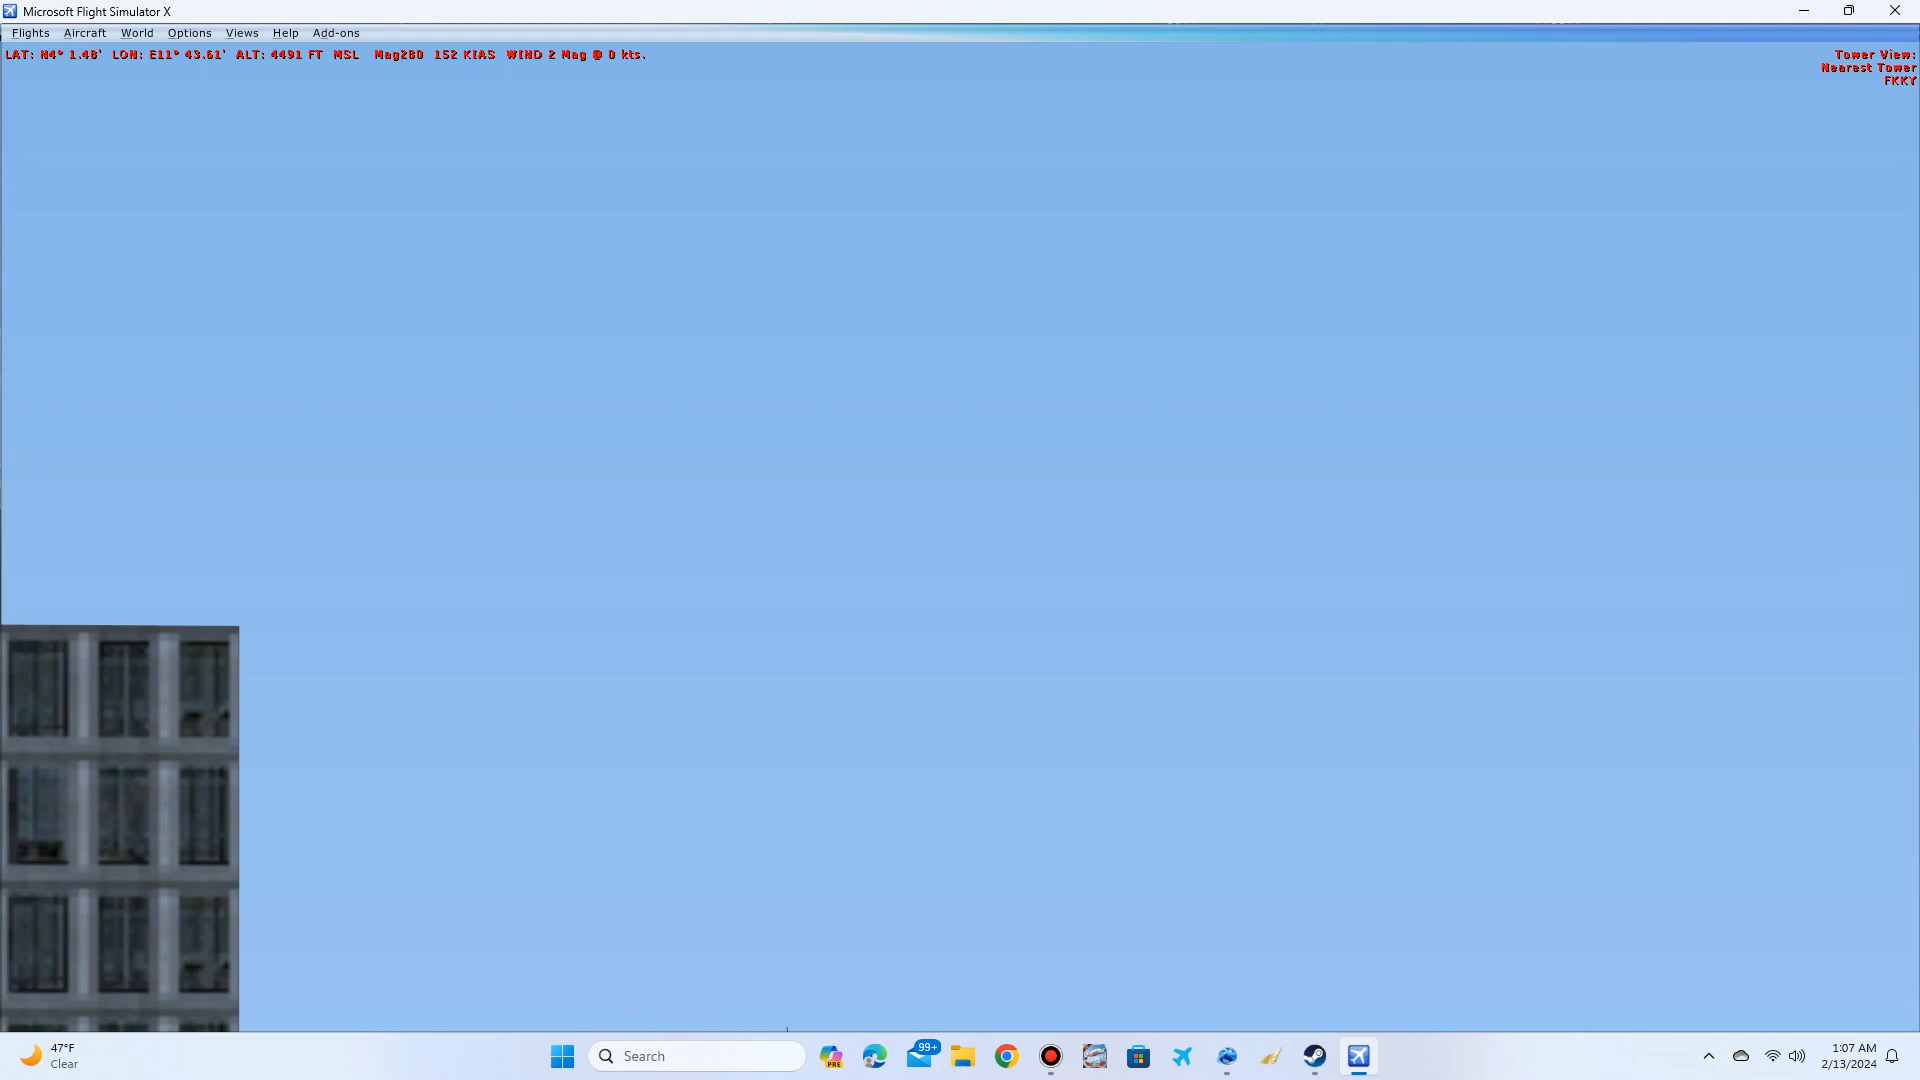 Microsoft Flight Simulator X
Flights Aircraft World Options Views Help Add-ons
LAT: N4° 1.48' LON: E11° 43.61' ALT: 4491 FT MSL Mag280 152 KIAS WIND 2 Mag @ 0 kts.
Tower View:
Nearest Tower
FKKY
47°F
Clear
Search
PRE
99+
1:07 AM
2/13/2024